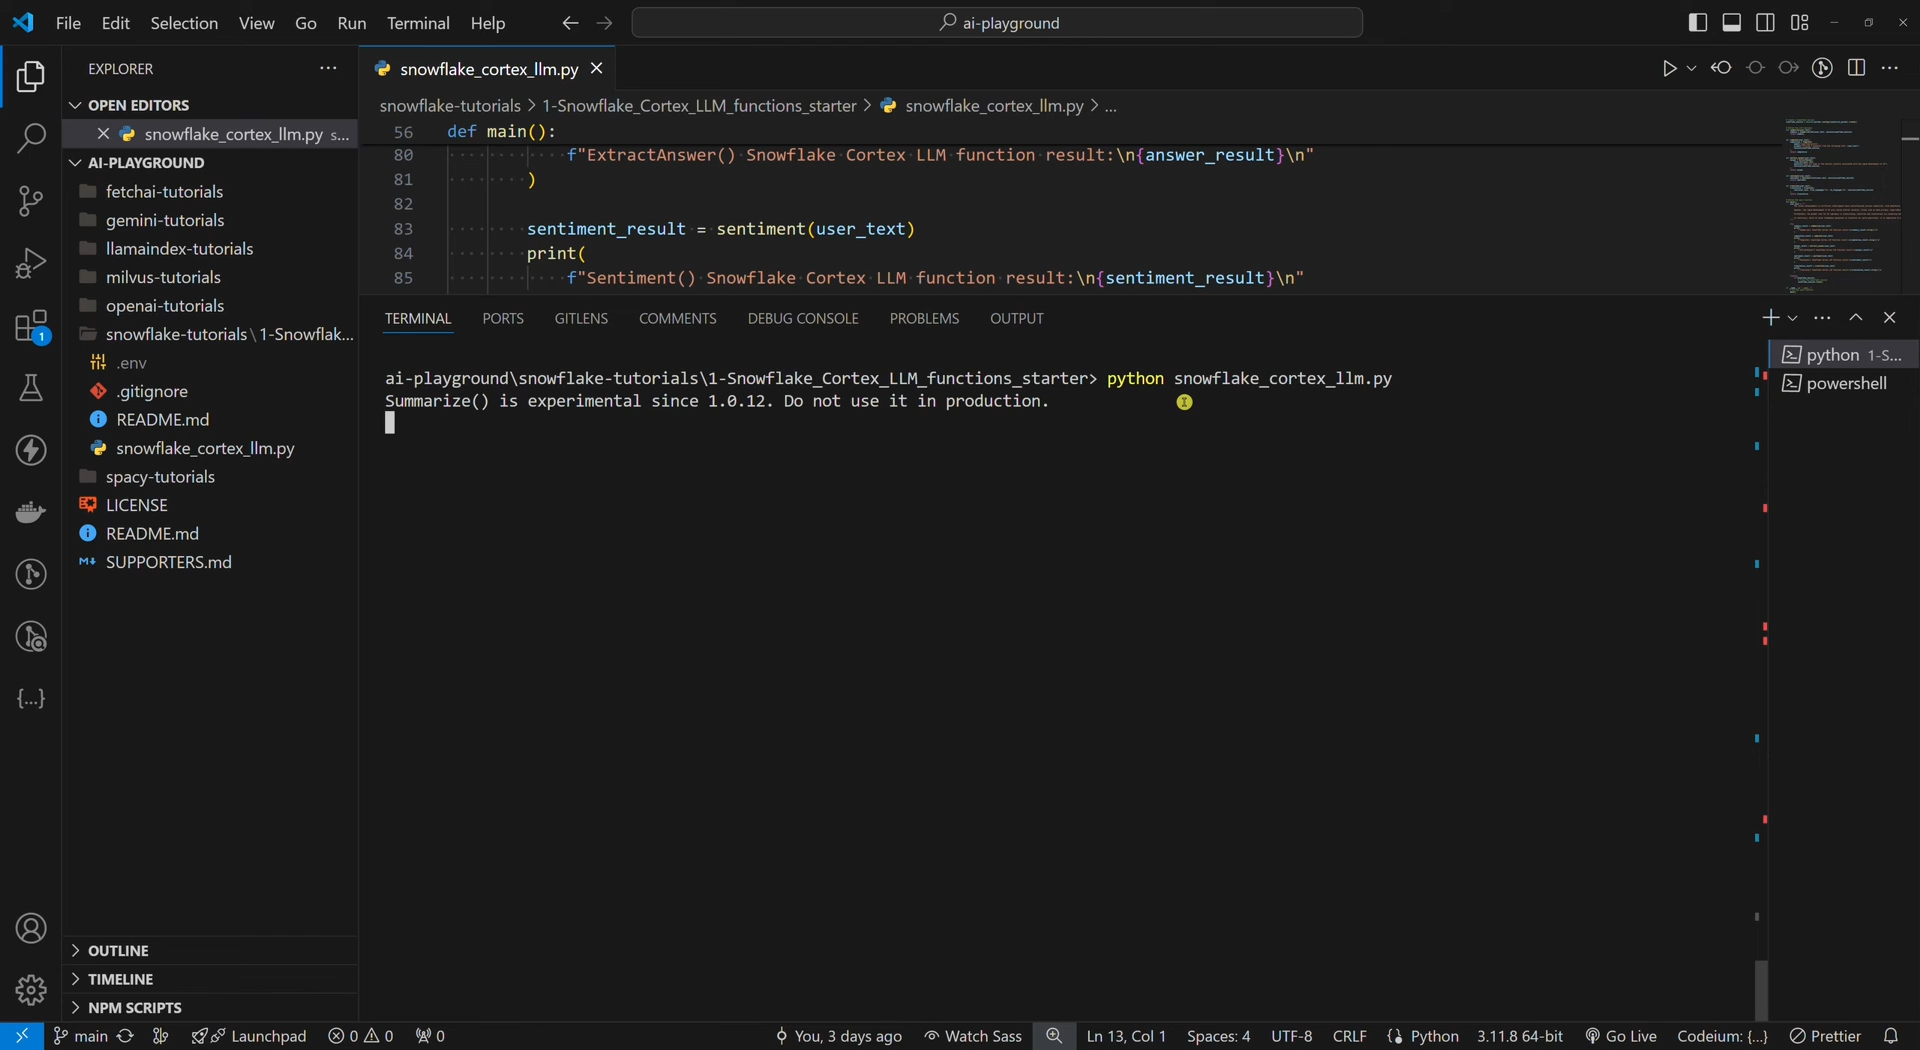 File Edit Selection View Go Run Terminal Help
ai-playground
EXPLORER
OPEN EDITORS
snowflake_cortex_llm.py s...
AI-PLAYGROUND
fetchai-tutorials
gemini-tutorials
llamaindex-tutorials
milvus-tutorials
openai-tutorials
snowflake-tutorials \ 1-Snowflak...
.env
.gitignore
README.md
snowflake_cortex_llm.py
spacy-tutorials
LICENSE
README.md
SUPPORTERS.md
OUTLINE
TIMELINE
NPM SCRIPTS
1
snowflake_cortex_llm.py
snowflake-tutorials > 1-Snowflake_Cortex_LLM_functions_starter > snowflake_cortex_llm.py > ...
56 def main():
80 f"ExtractAnswer() Snowflake Cortex LLM function result:\n{answer_result}\n"
81 )
82
83 sentiment_result = sentiment(user_text)
84 print(
85 f"Sentiment() Snowflake Cortex LLM function result:\n{sentiment_result}\n"
TERMINAL PORTS GITLENS COMMENTS DEBUG CONSOLE PROBLEMS OUTPUT
ai-playground\snowflake-tutorials\1-Snowflake_Cortex_LLM_functions_starter> python snowflake_cortex_llm.py
Summarize() is experimental since 1.0.12. Do not use it in production.
python 1-S...
powershell
main Launchpad 0 0 0 You, 3 days ago Watch Sass Ln 13, Col 1 Spaces: 4 UTF-8 CRLF Python 3.11.8 64-bit Go Live Codeium: {...} Prettier